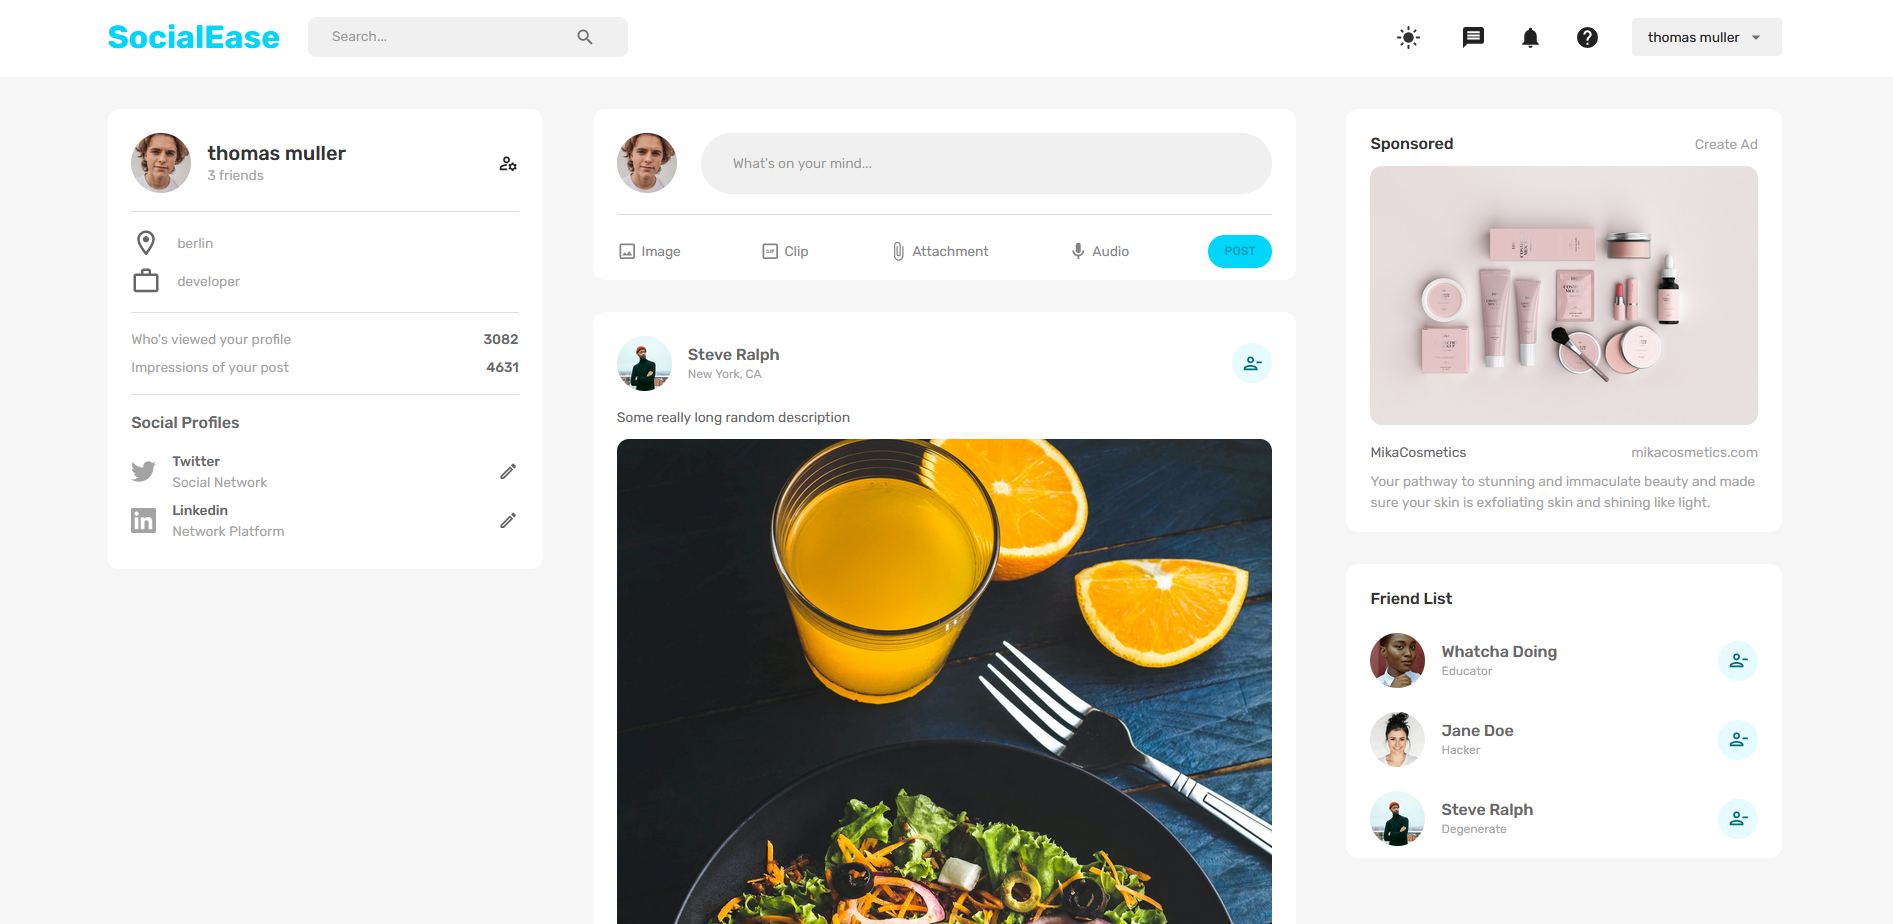 SocialEase
Search...
thomas muller
thomas muller
3 friends
berlin
developer
Who's viewed your profile
3082
Impressions of your post
4631
Social Profiles
Twitter
Social Network
Linkedin
Network Platform
What's on your mind...
Image
GIF
Clip
Attachment
Audio
POST
Steve Ralph
New York, CA
Some really long random description
Sponsored
Create Ad
MikaCosmetics
mikacosmetics.com
Your pathway to stunning and immaculate beauty and made
sure your skin is exfoliating skin and shining like light.
Friend List
Whatcha Doing
Educator
Jane Doe
Hacker
Steve Ralph
Degenerate